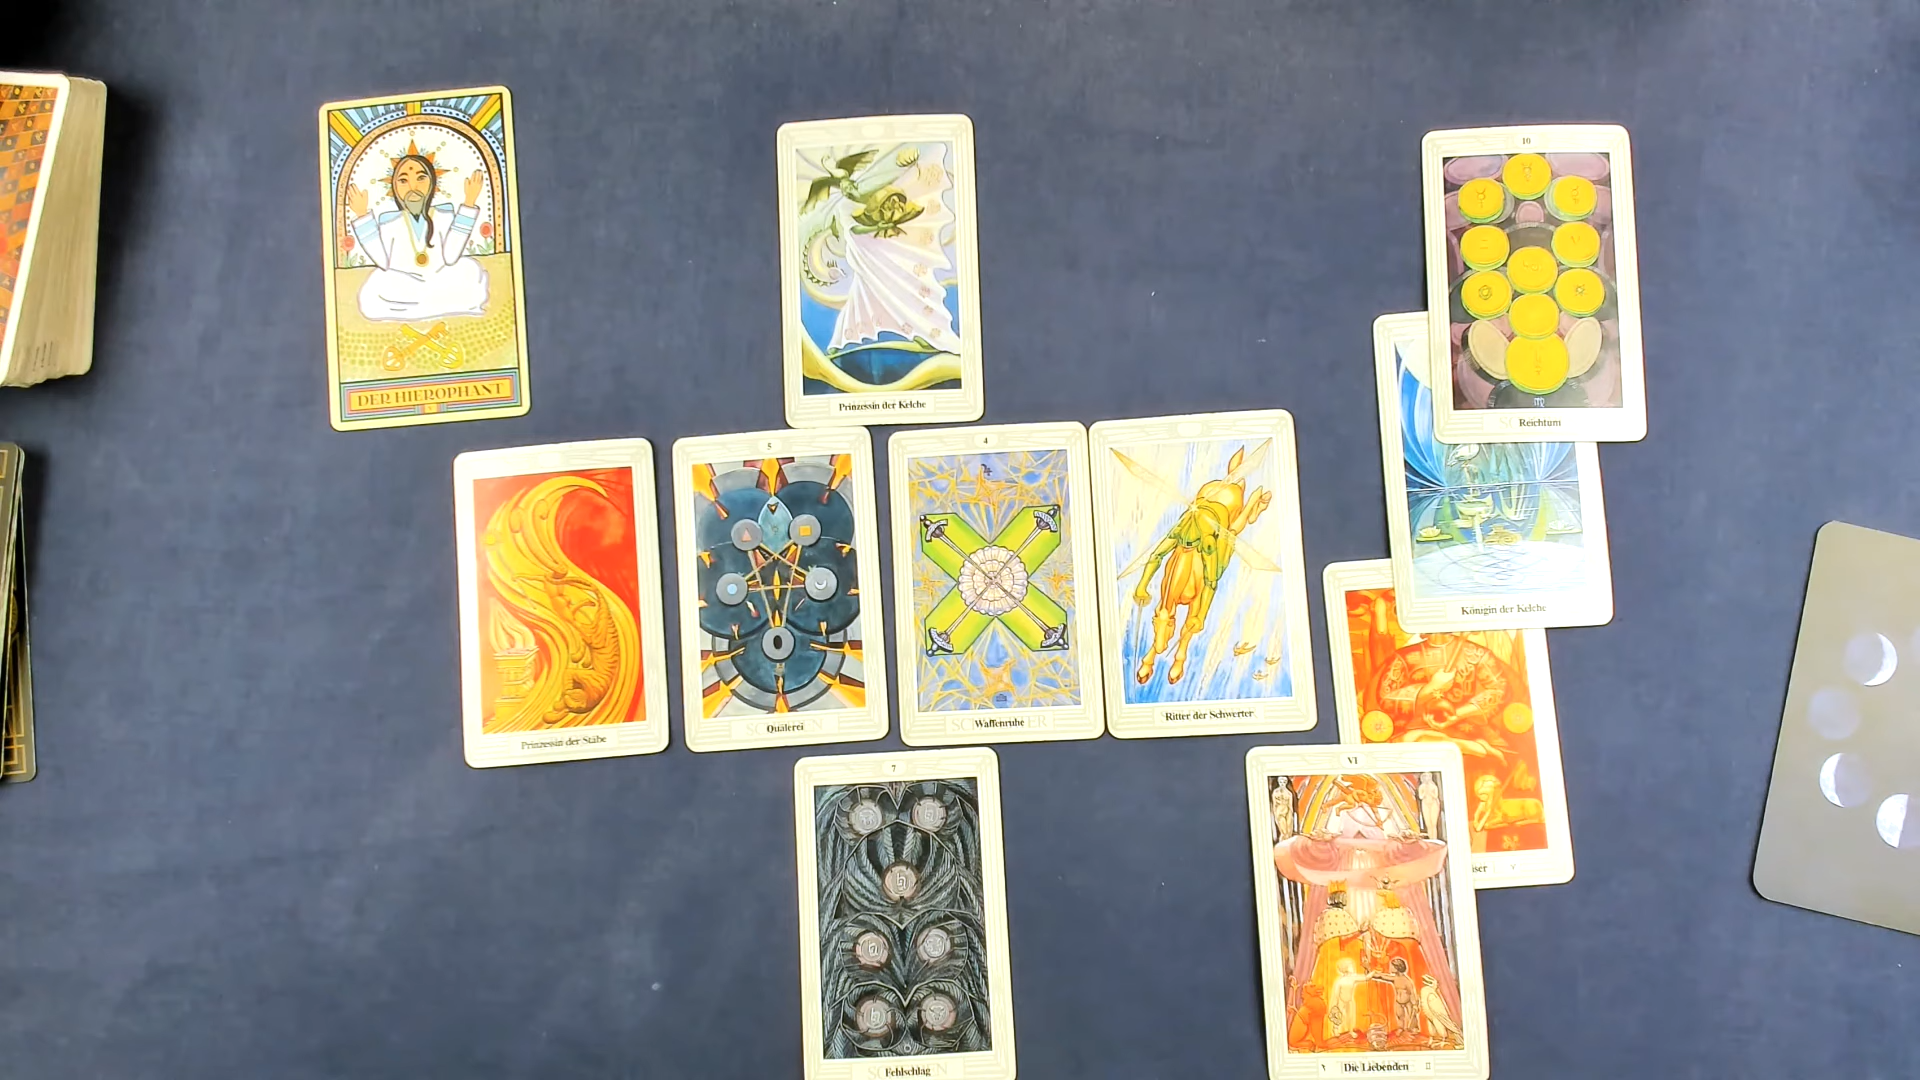 DER HIEROPHANT
V
Prinzessin der Kelche
10
Reichtum
Königin der Kelche
Prinzessin der Stäbe
5
Quälerei
4
Waffenruhe
Ritter der Schwerter
7
Fehlschlag
VI
Die Liebenden
iser